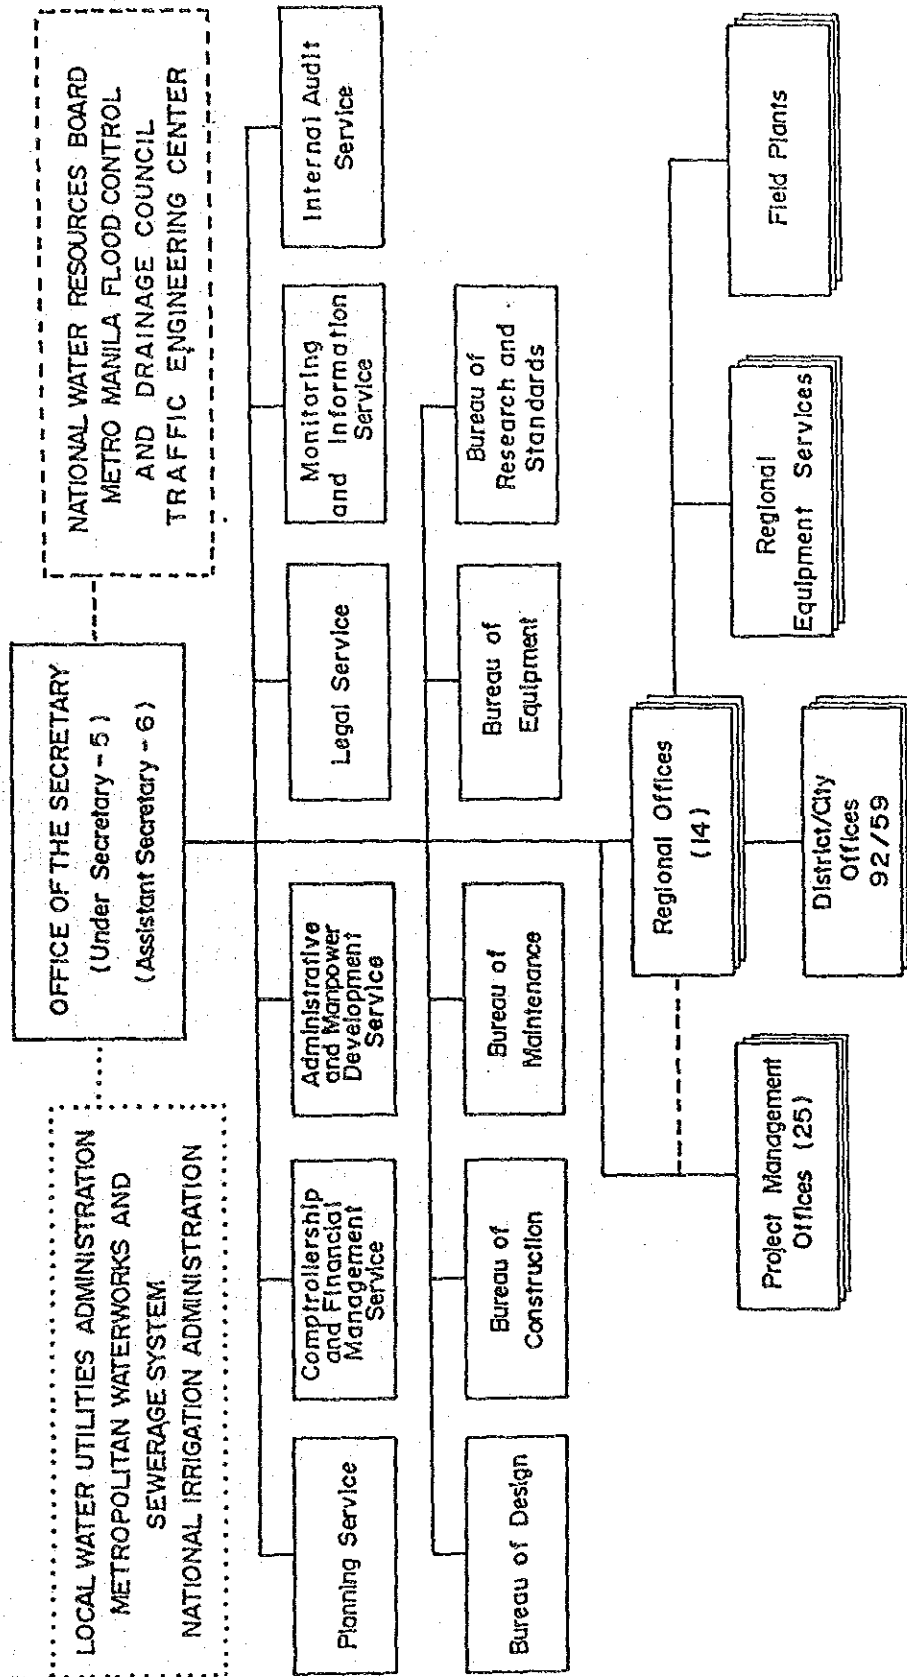 OFFICE OF THE SECRETARY
(Under Secretary - 5)
(Assistant Secretary - 6)
LOCAL WATER UTILITIES ADMINISTRATION
METROPOLITAN WATERWORKS AND
SEWERAGE SYSTEM
NATIONAL IRRIGATION ADMINISTRATION
NATIONAL WATER RESOURCES BOARD
METRO MANILA FLOOD CONTROL
AND DRAINAGE COUNCIL
TRAFFIC ENGINEERING CENTER
Planning Service
Comptrollership
and Financial
Management
Service
Administrative
and Manpower
Development
Service
Legal Service
Monitoring
and Information
Service
Internal Audit
Service
Bureau of Design
Bureau of
Construction
Bureau of
Maintenance
Bureau of
Equipment
Bureau of
Research and
Standards
Project Management
Offices (25)
Regional Offices
(14)
District/City
Offices
92/59
Regional
Equipment Services
Field Plants